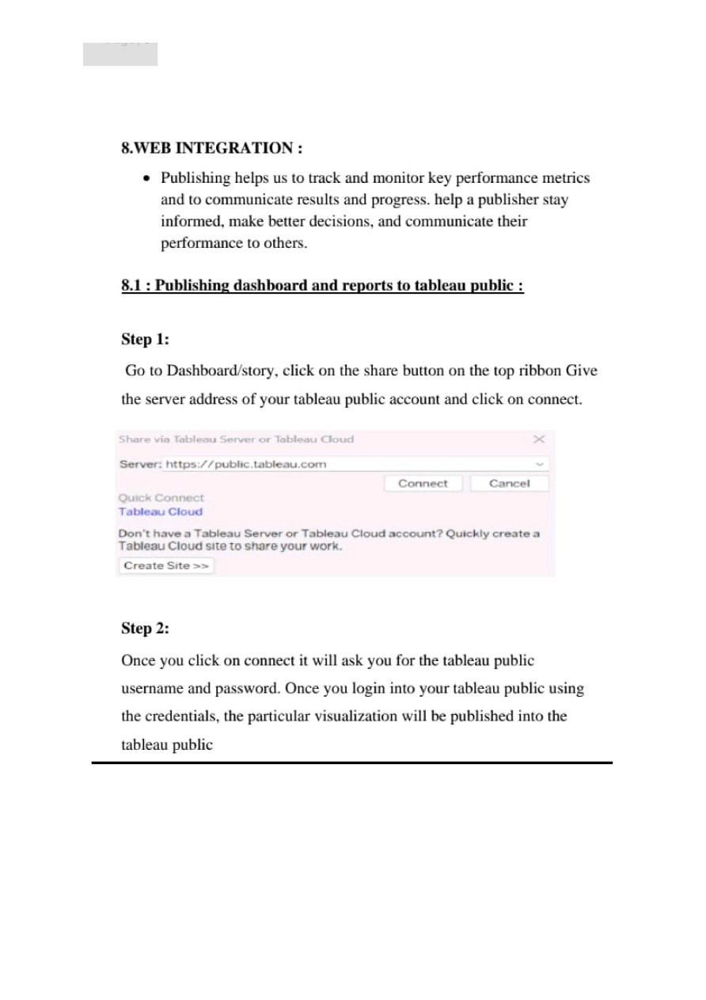 8.WEB INTEGRATION :
• Publishing helps us to track and monitor key performance metrics
and to communicate results and progress. help a publisher stay
informed, make better decisions, and communicate their
performance to others.
8.1 : Publishing dashboard and reports to tableau public :
Step 1:
Go to Dashboard/story, click on the share button on the top ribbon Give
the server address of your tableau public account and click on connect.
Share via Tableau Server or Tableau Cloud
Server: https://public.tableau.com
Connect Cancel
Quick Connect
Tableau Cloud
Don't have a Tableau Server or Tableau Cloud account? Quickly create a
Tableau Cloud site to share your work.
Create Site >>
Step 2:
Once you click on connect it will ask you for the tableau public
username and password. Once you login into your tableau public using
the credentials, the particular visualization will be published into the
tableau public